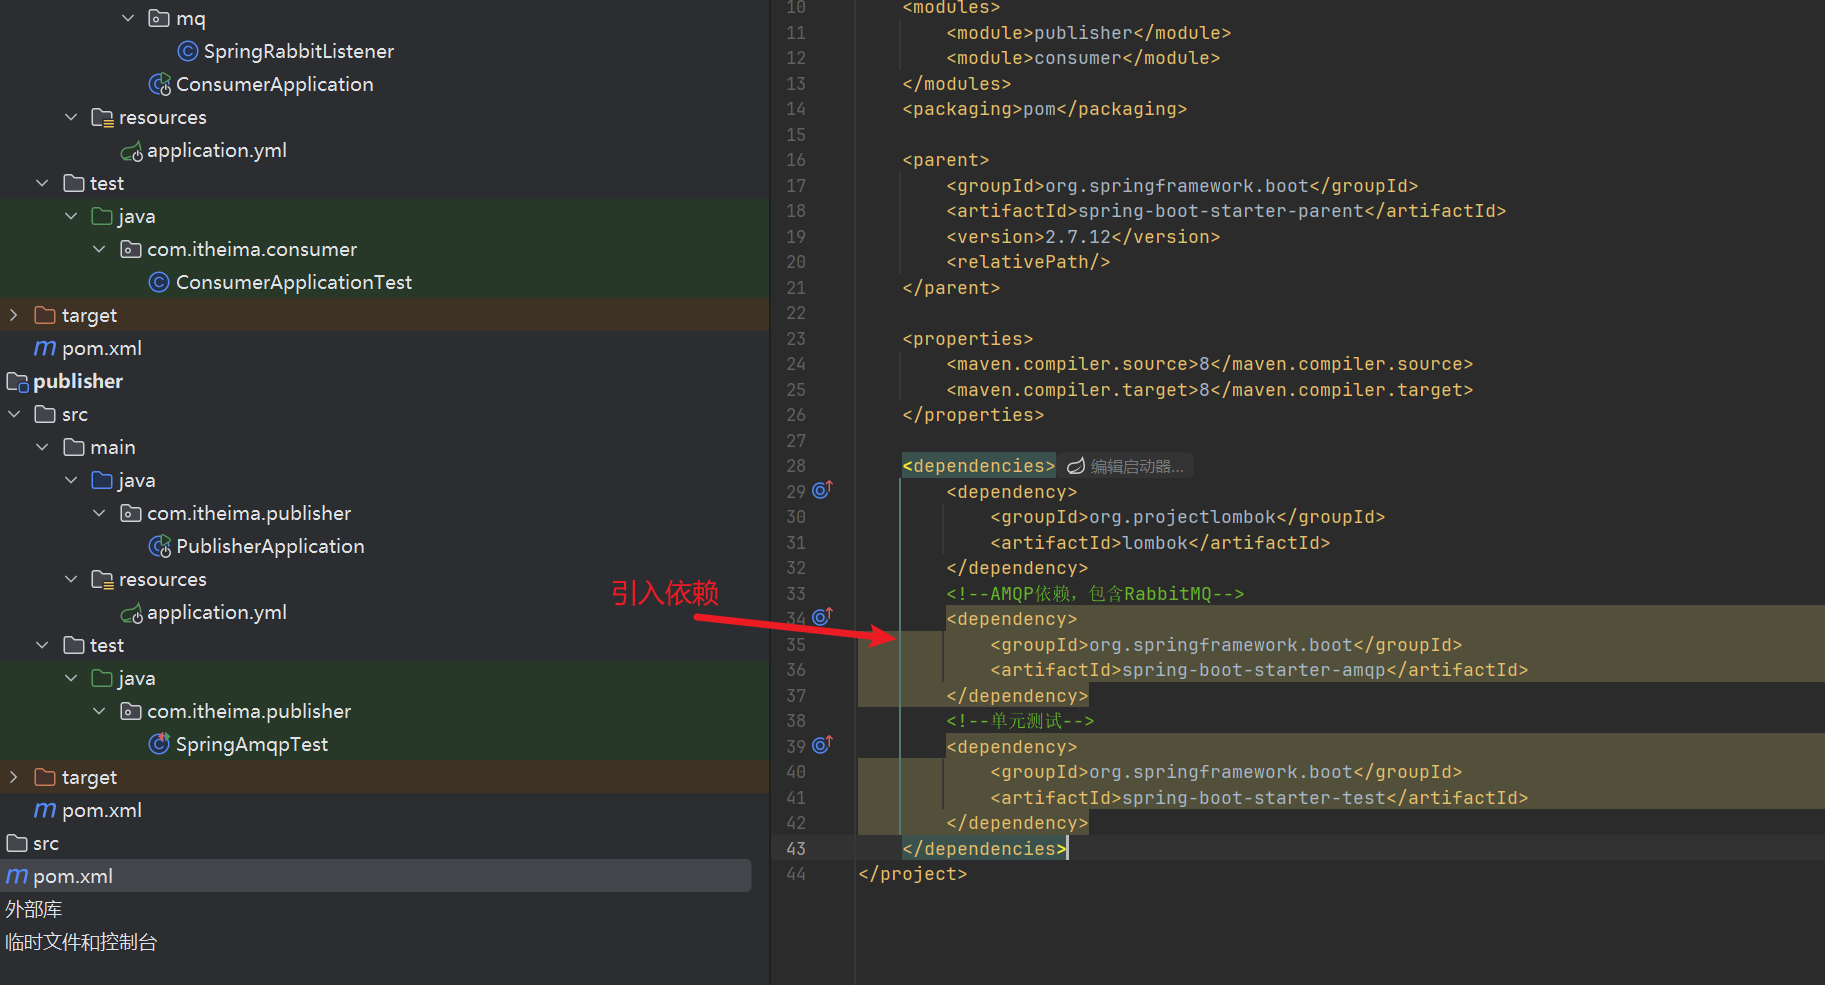 mq
SpringRabbitListener
ConsumerApplication
resources
application.yml
test
java
com.itheima.consumer
ConsumerApplicationTest
target
pom.xml
publisher
src
main
java
com.itheima.publisher
PublisherApplication
resources
application.yml
test
java
com.itheima.publisher
SpringAmqpTest
target
pom.xml
src
pom.xml
外部库
临时文件和控制台
引入依赖
10 <modules>
11 <module>publisher</module>
12 <module>consumer</module>
13 </modules>
14 <packaging>pom</packaging>
15
16 <parent>
17 <groupId>org.springframework.boot</groupId>
18 <artifactId>spring-boot-starter-parent</artifactId>
19 <version>2.7.12</version>
20 <relativePath/>
21 </parent>
22
23 <properties>
24 <maven.compiler.source>8</maven.compiler.source>
25 <maven.compiler.target>8</maven.compiler.target>
26 </properties>
27
28 <dependencies> 编辑启动器...
29 <dependency>
30 <groupId>org.projectlombok</groupId>
31 <artifactId>lombok</artifactId>
32 </dependency>
33 <!--AMQP依赖，包含RabbitMQ-->
34 <dependency>
35 <groupId>org.springframework.boot</groupId>
36 <artifactId>spring-boot-starter-amqp</artifactId>
37 </dependency>
38 <!--单元测试-->
39 <dependency>
40 <groupId>org.springframework.boot</groupId>
41 <artifactId>spring-boot-starter-test</artifactId>
42 </dependency>
43 </dependencies>
44 </project>